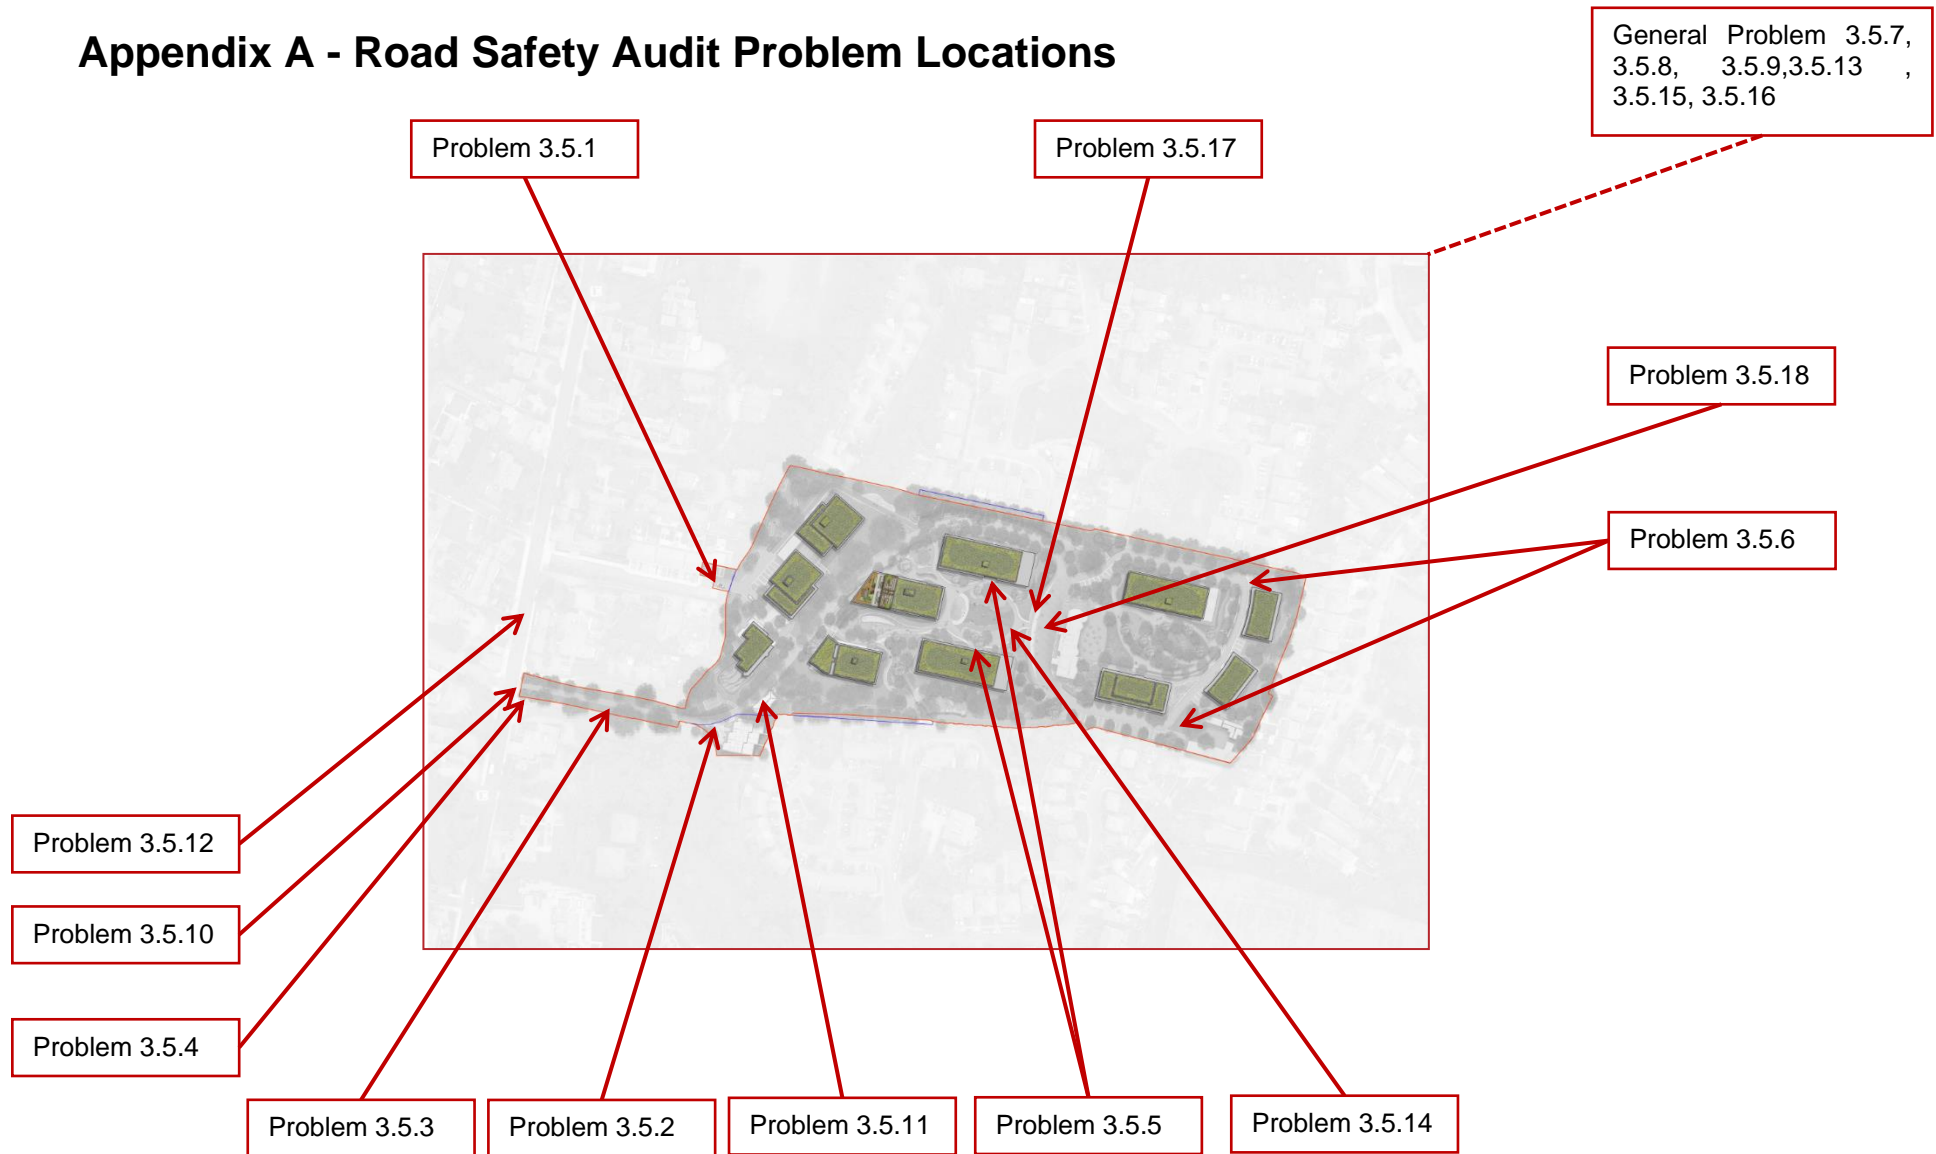 Appendix A - Road Safety Audit Problem Locations
General Problem 3.5.7,
3.5.8, 3.5.9,3.5.13 ,
3.5.15, 3.5.16
Problem 3.5.1
Problem 3.5.17
Problem 3.5.18
Problem 3.5.6
Problem 3.5.12
Problem 3.5.10
Problem 3.5.4
Problem 3.5.3
Problem 3.5.2
Problem 3.5.11
Problem 3.5.5
Problem 3.5.14